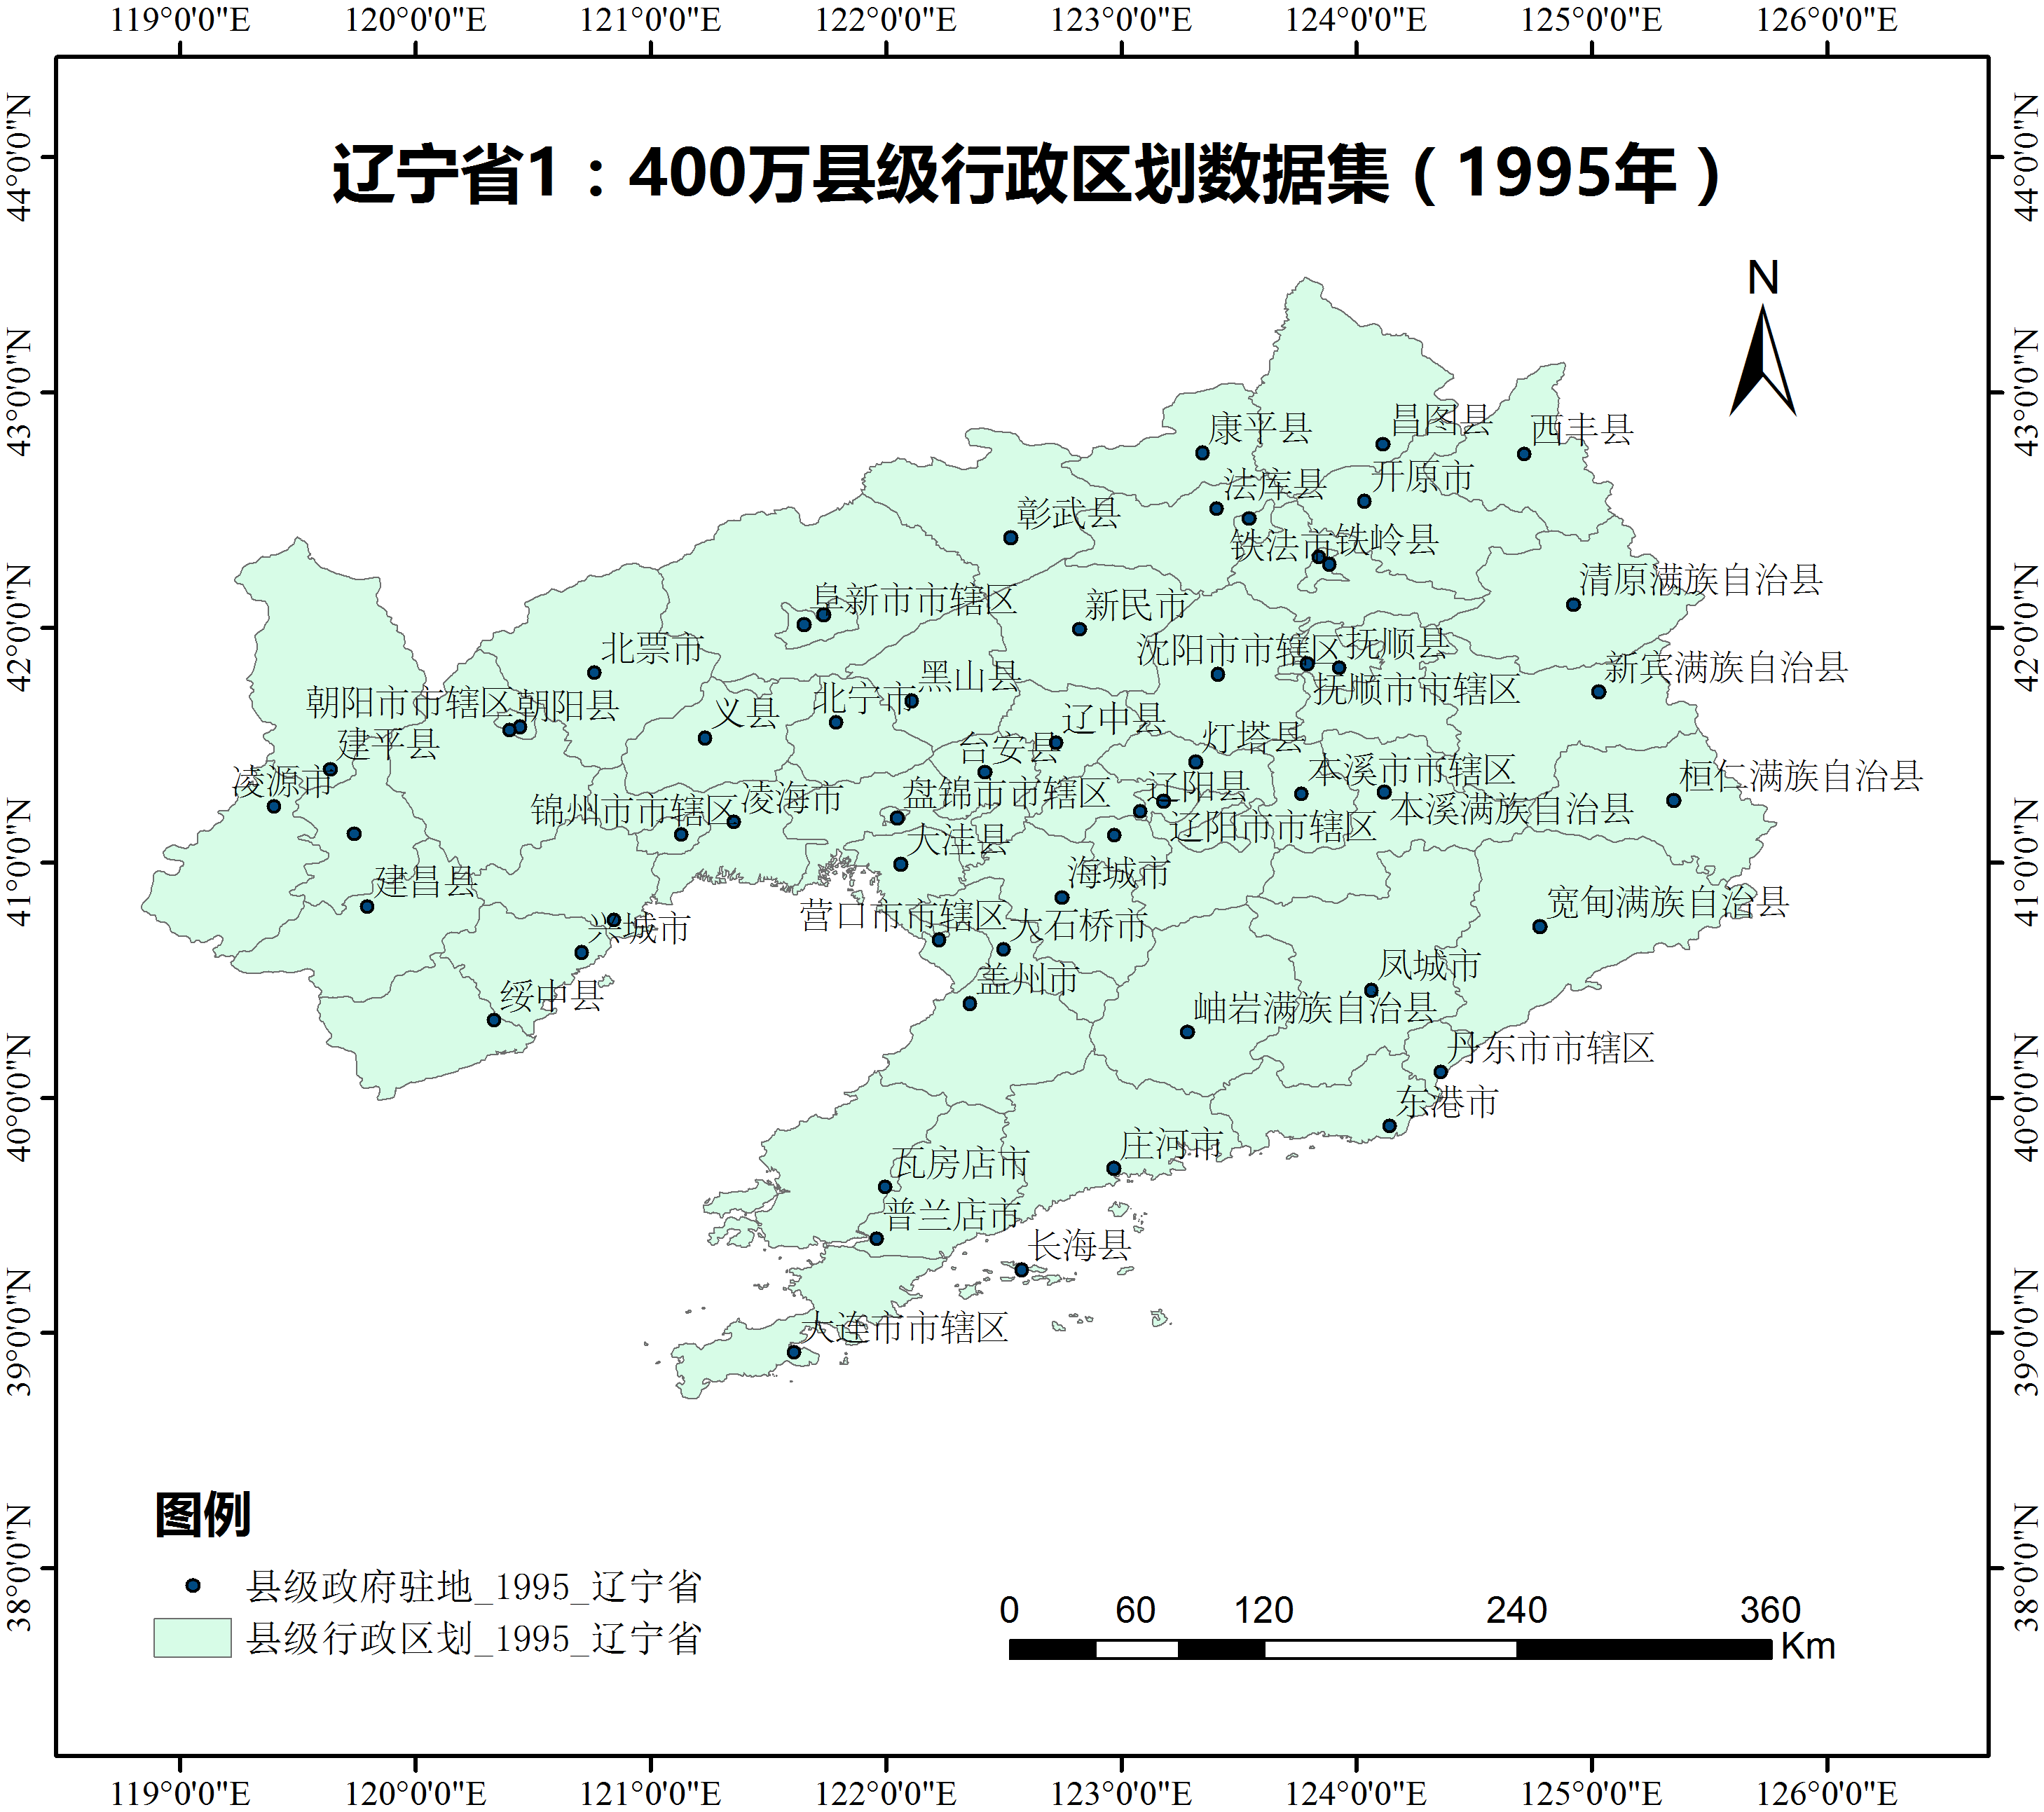 119°0'0"E 120°0'0"E 121°0'0"E 122°0'0"E 123°0'0"E 124°0'0"E 125°0'0"E 126°0'0"E
44°0'0"N
44°0'0"N
辽宁省1：400万县级行政区划数据集（1995年）
N
43°0'0"N
43°0'0"N
康平县
昌图县
西丰县
法库县
开原市
彰武县
铁法市
铁岭县
清原满族自治县
阜新市市辖区
新民市
42°0'0"N
42°0'0"N
北票市
沈阳市市辖区
抚顺县
新宾满族自治县
黑山县
抚顺市市辖区
朝阳市市辖区
朝阳县
北宁市
义县
辽中县
建平县
台安县
灯塔县
凌源市
本溪市市辖区
桓仁满族自治县
锦州市市辖区
凌海市
盘锦市市辖区
辽阳县
本溪满族自治县
辽阳市市辖区
大洼县
41°0'0"N
41°0'0"N
建昌县
海城市
宽甸满族自治县
兴城市
营口市市辖区
大石桥市
凤城市
绥中县
盖州市
岫岩满族自治县
丹东市市辖区
40°0'0"N
40°0'0"N
东港市
庄河市
瓦房店市
普兰店市
长海县
39°0'0"N
39°0'0"N
大连市市辖区
图例
县级政府驻地_1995_辽宁省
县级行政区划_1995_辽宁省
38°0'0"N
38°0'0"N
0 60 120 240 360
Km
119°0'0"E 120°0'0"E 121°0'0"E 122°0'0"E 123°0'0"E 124°0'0"E 125°0'0"E 126°0'0"E